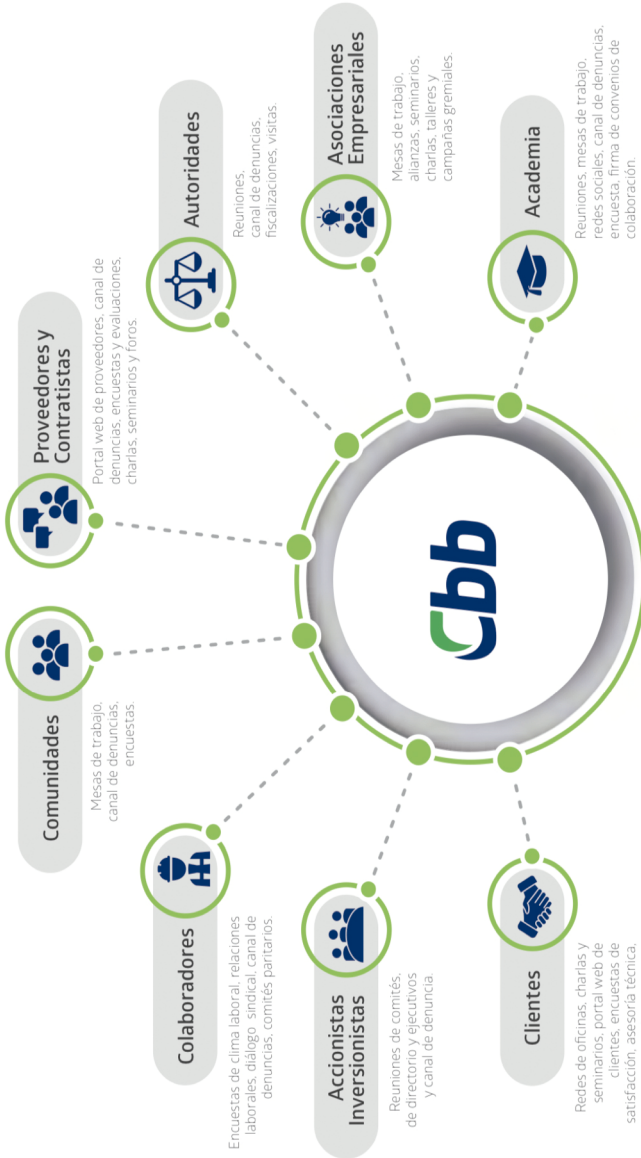 Clientes
Redes de oficinas, charlas y
seminarios, portal web de
clientes, encuestas de
satisfacción, asesoría técnica.
Accionistas
Inversionistas
Reuniones de comités,
de directorio y ejecutivos
y canal de denuncia.
Colaboradores
Encuestas de clima laboral, relaciones
laborales, diálogo sindical, canal de
denuncias, comités paritarios.
Comunidades
Mesas de trabajo,
canal de denuncias,
encuestas.
Proveedores y
Contratistas
Portal web de proveedores, canal de
denuncias, encuestas y evaluaciones,
charlas, seminarios y foros.
Autoridades
Reuniones,
canal de denuncias,
fiscalizaciones, visitas.
Asociaciones
Empresariales
Mesas de trabajo,
alianzas, seminarios,
charlas, talleres y
campañas gremiales.
Academia
Reuniones, mesas de trabajo,
redes sociales, canal de denuncias,
encuesta, firma de convenios de
colaboración.
Cbb